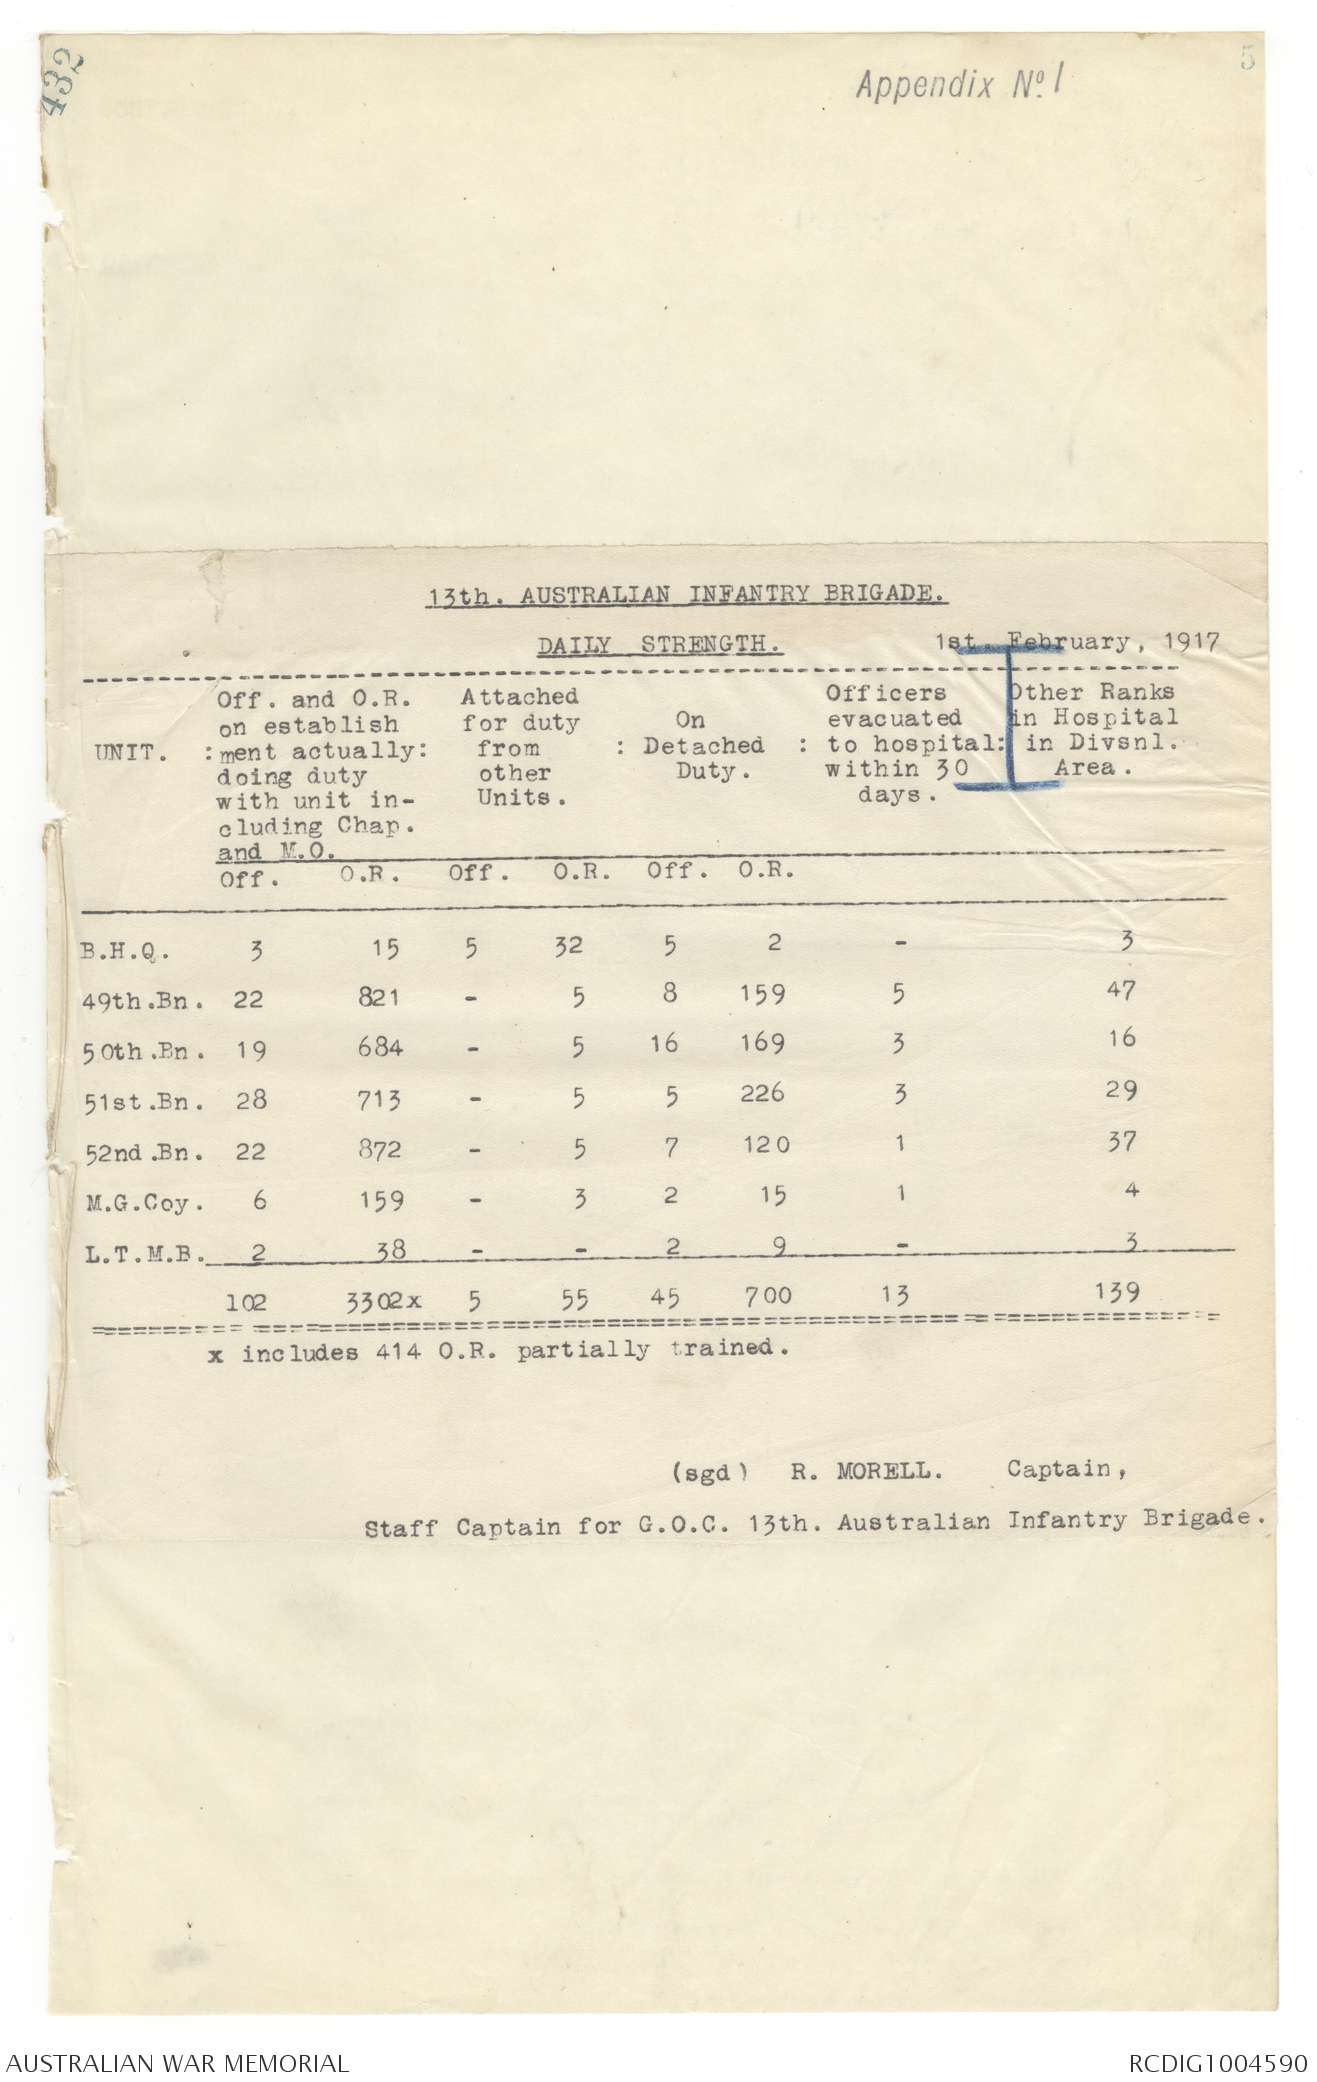 432
5
Appendix No. 1
13th. AUSTRALIAN INFANTRY BRIGADE.
DAILY STRENGTH. 1st. February, 1917
I
UNIT. : Off. and O.R. on establish ment actually: doing duty with unit in- cluding Chap. and M.O.
Attached for duty from other Units.
: On Detached Duty.
: Officers evacuated to hospital: within 30 days.
Other Ranks in Hospital in Divsnl. Area.
Off. O.R. Off. O.R. Off. O.R.
B.H.Q. 3 15 5 32 5 2 - 3
49th.Bn. 22 821 - 5 8 159 5 47
50th.Bn. 19 684 - 5 16 169 3 16
51st.Bn. 28 713 - 5 5 226 3 29
52nd.Bn. 22 872 - 5 7 120 1 37
M.G.Coy. 6 159 - 3 2 15 1 4
L.T.M.B. 2 38 - - 2 9 - 3
102 3302x 5 55 45 700 13 139
x includes 414 O.R. partially trained.
(sgd) R. MORELL. Captain,
Staff Captain for G.O.C. 13th. Australian Infantry Brigade.
AUSTRALIAN WAR MEMORIAL
RCDIG1004590